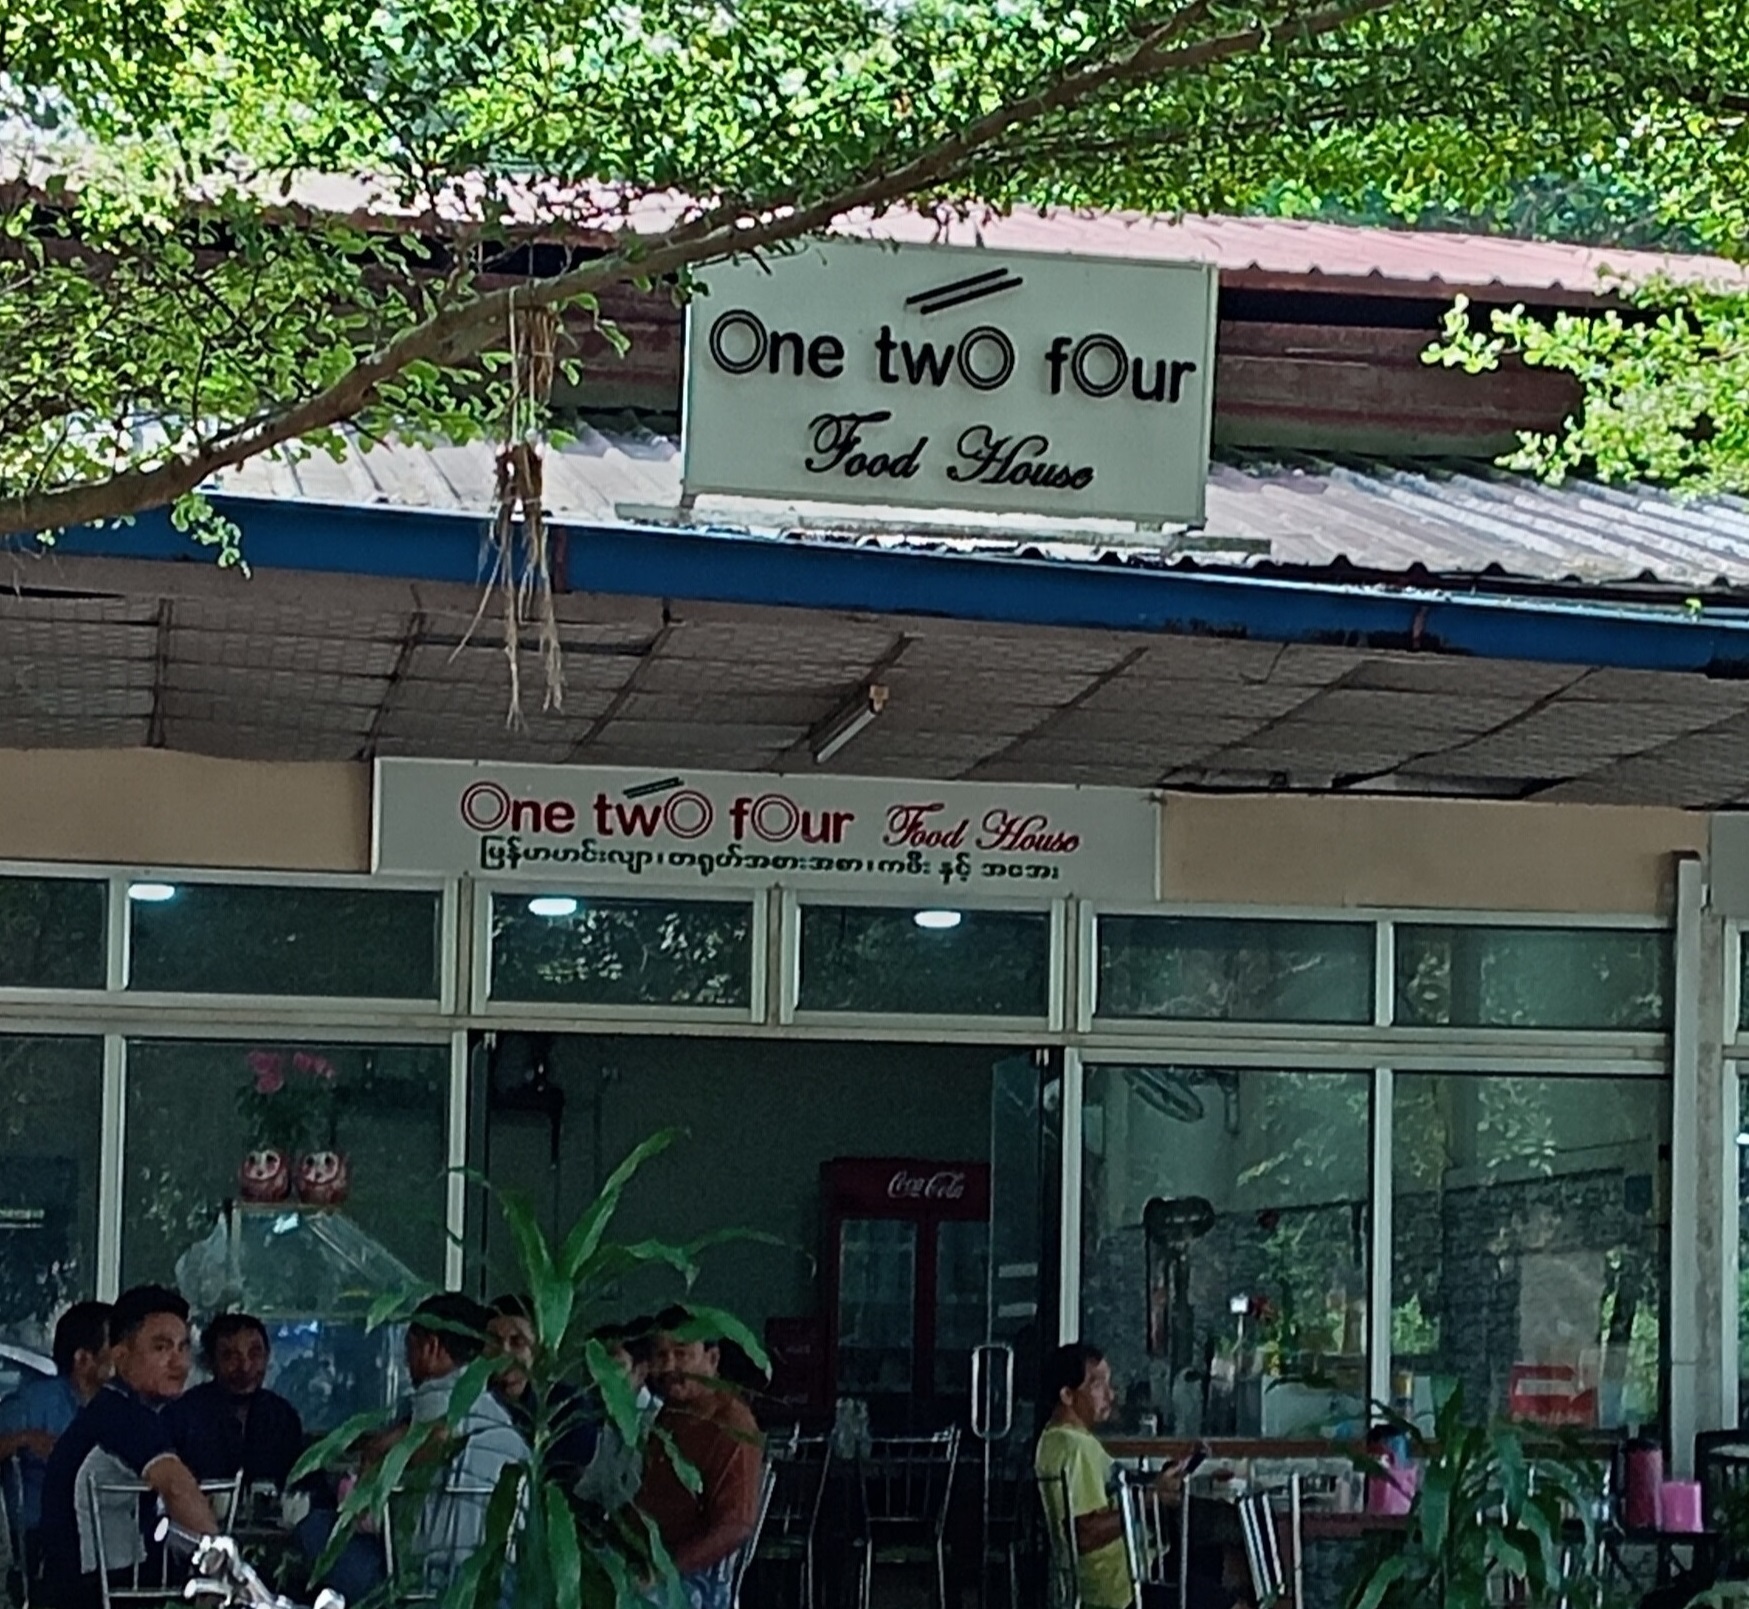 One twO fOur
Food House
One twO fOur Food House
မြန်မာဟင်းလျာ၊ တရုတ်အစားအစာ၊ ကဖီး နှင့် အအေး
Coca-Cola